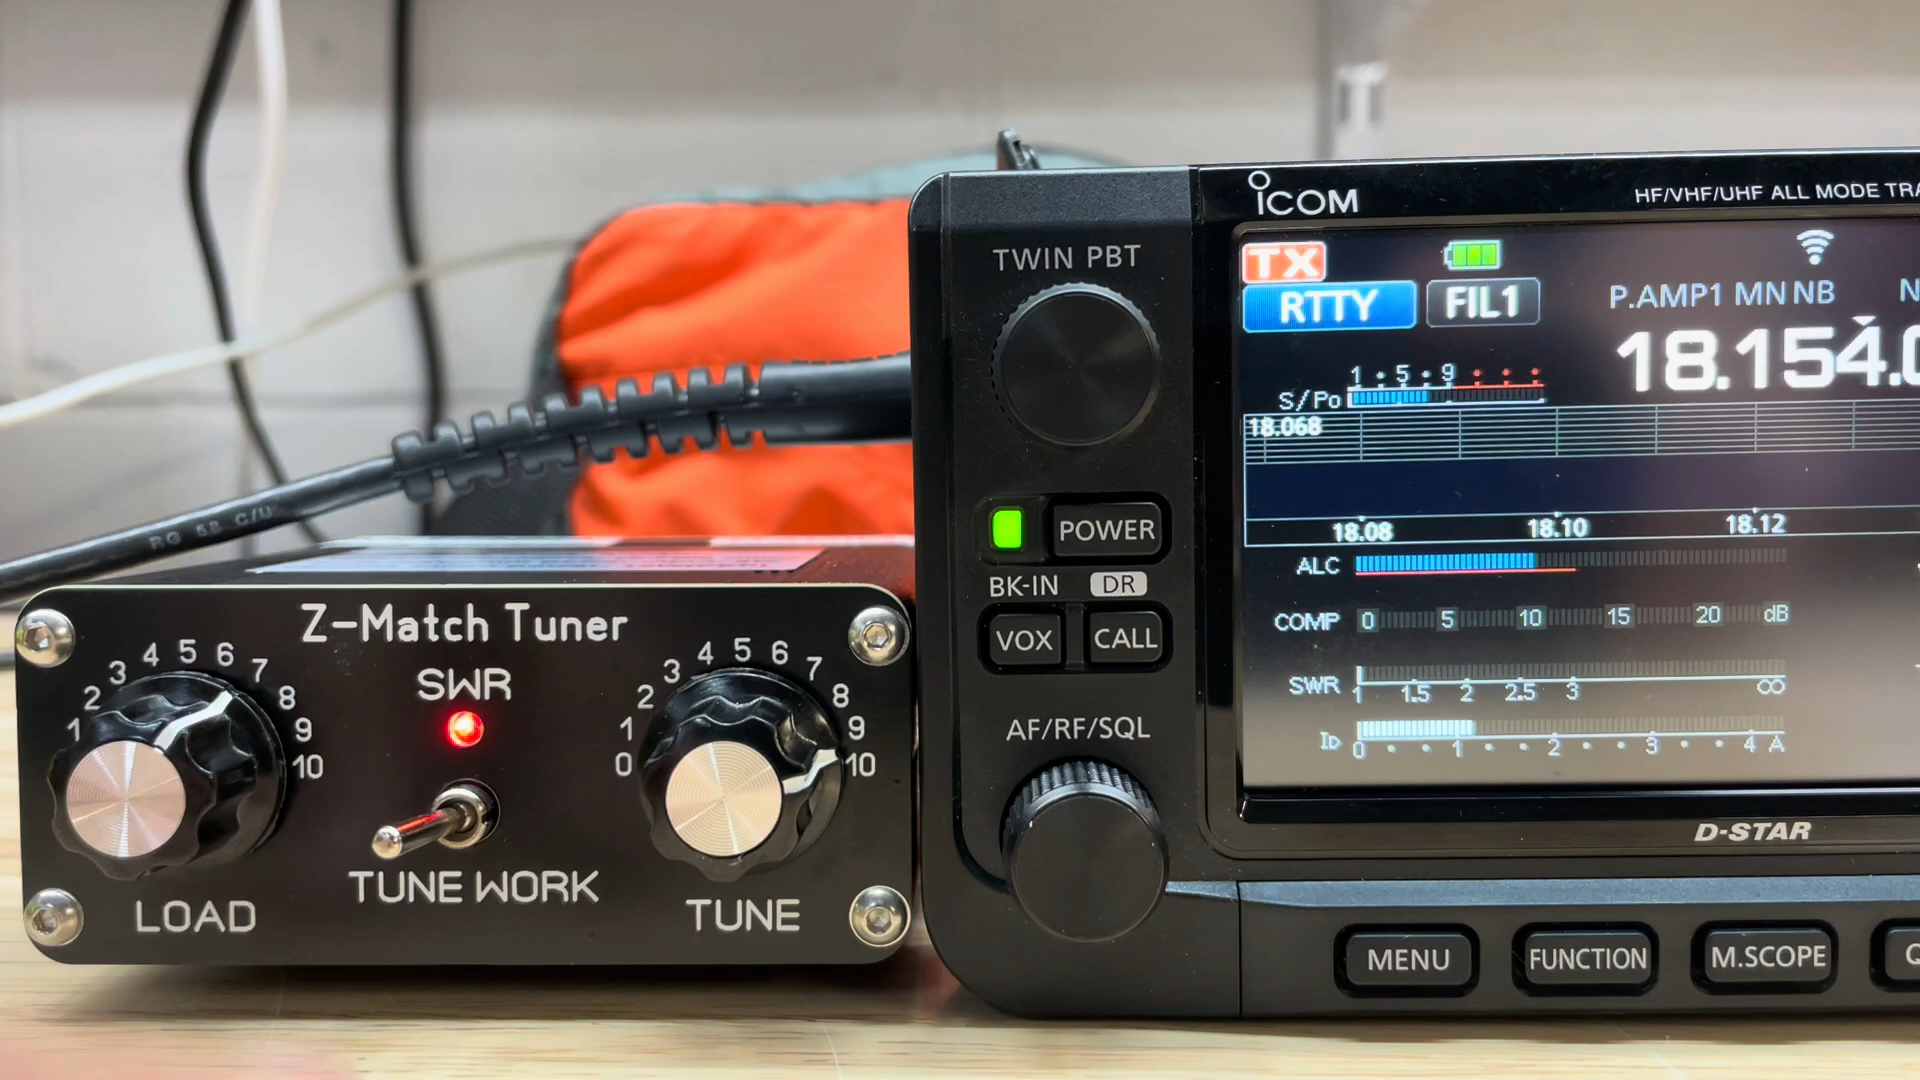 ICOM
HF/VHF/UHF ALL MODE TRA
TWIN PBT
TX
RTTY FIL1
P.AMP1 MN NB N
18.154.0
1 5 9
S/Po
18.068
18.08 18.10 18.12
POWER
BK-IN DR
VOX CALL
ALC
COMP 0 5 10 15 20 dB
SWR 1 1.5 2 2.5 3 ∞
ID 0 1 2 3 4 A
AF/RF/SQL
D-STAR
MENU FUNCTION M.SCOPE Q
RG 58 C/U
Z-Match Tuner
SWR
1 2 3 4 5 6 7 8 9 10
LOAD
TUNE WORK
0 1 2 3 4 5 6 7 8 9 10
TUNE